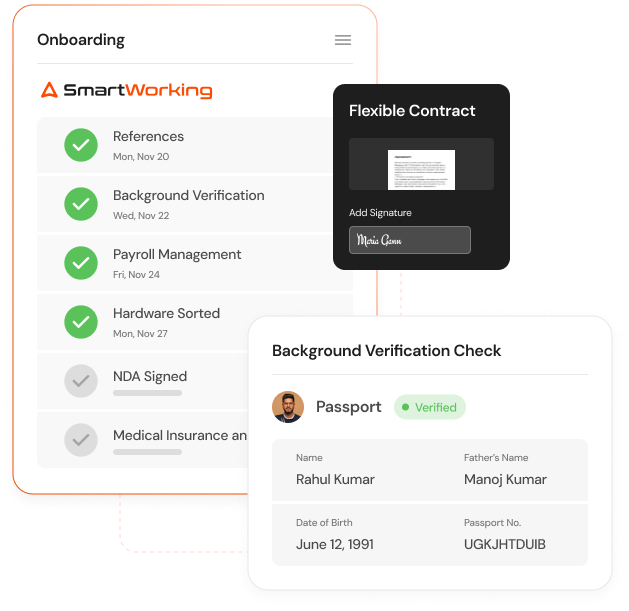 Onboarding
SmartWorking
References
Mon, Nov 20
Background Verification
Wed, Nov 22
Payroll Management
Fri, Nov 24
Hardware Sorted
Mon, Nov 27
NDA Signed
Medical Insurance an
Flexible Contract
Add Signature
Maria Gann
Background Verification Check
Passport
Verified
Name
Father's Name
Rahul Kumar
Manoj Kumar
Date of Birth
Passport No.
June 12, 1991
UGKJHTDUIB